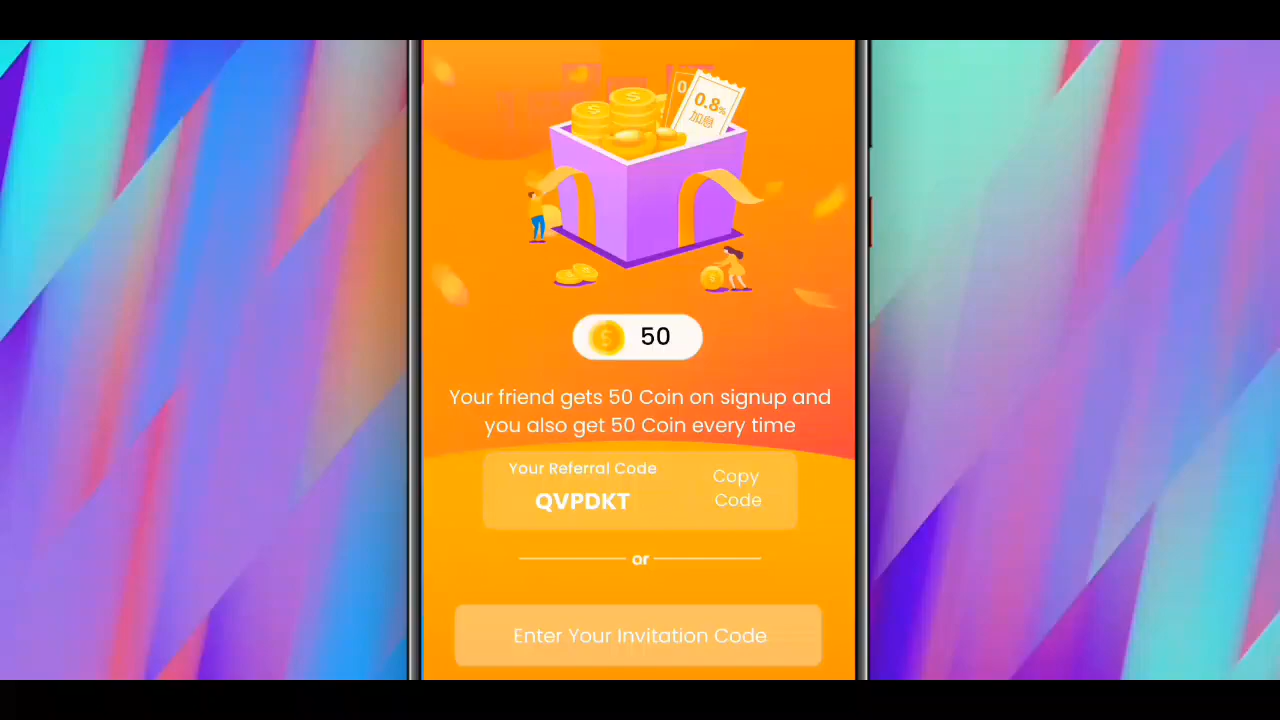 0
0.8%
加息
50
Your friend gets 50 Coin on signup and
you also get 50 Coin every time
Your Referral Code
Copy
QVPDKT
Code
or
Enter Your Invitation Code